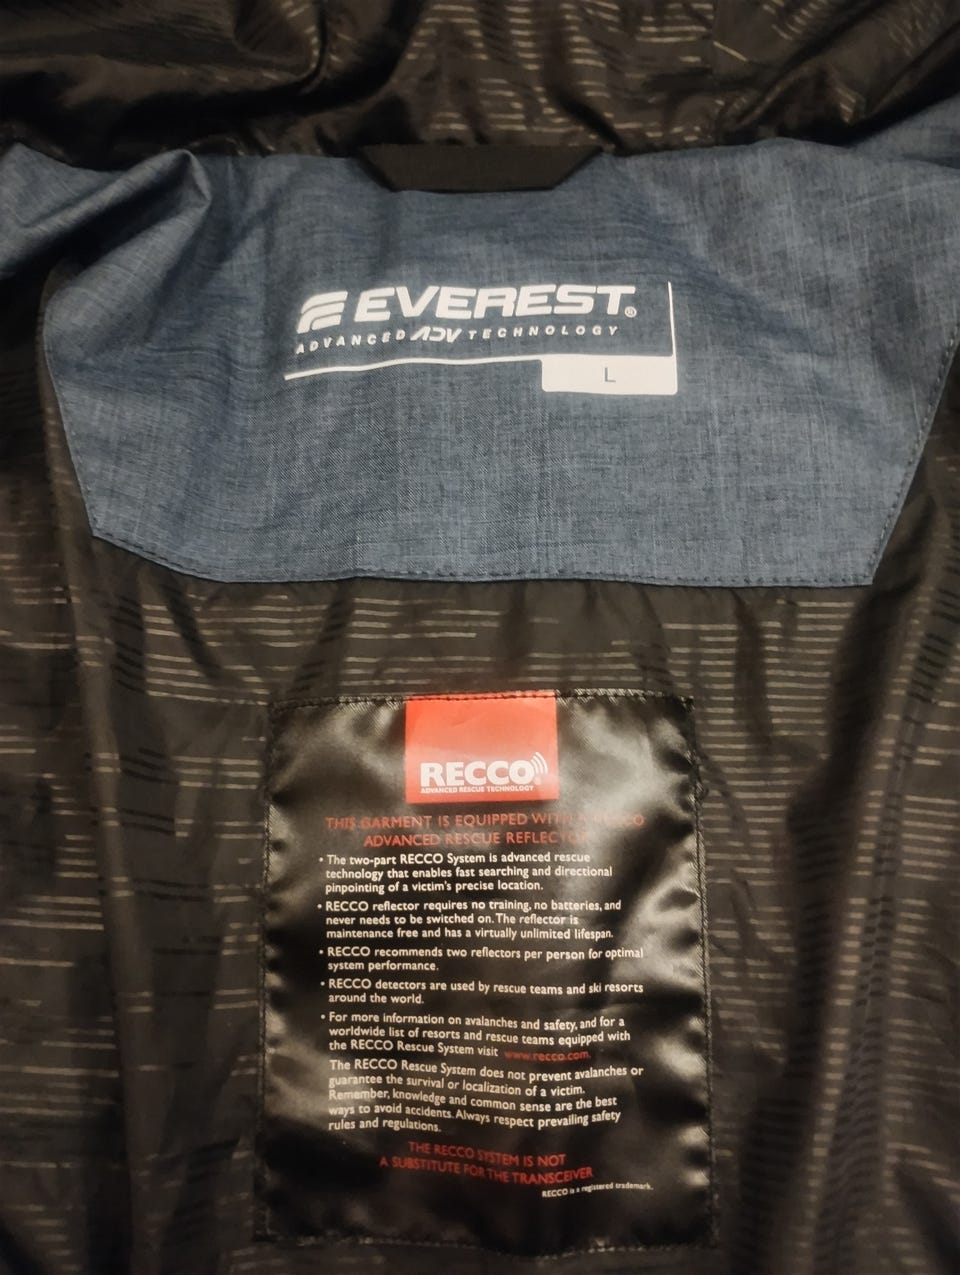 EVEREST®
ADVANCED ADV TECHNOLOGY
L
RECCO
ADVANCED RESCUE TECHNOLOGY
THIS GARMENT IS EQUIPPED WITH A RECCO
ADVANCED RESCUE REFLECTOR
• The two-part RECCO System is advanced rescue
technology that enables fast searching and directional
pinpointing of a victim's precise location.
• RECCO reflector requires no training, no batteries, and
never needs to be switched on. The reflector is
maintenance free and has a virtually unlimited lifespan.
• RECCO recommends two reflectors per person for optimal
system performance.
• RECCO detectors are used by rescue teams and ski resorts
around the world.
• For more information on avalanches and safety, and for a
worldwide list of resorts and rescue teams equipped with
the RECCO Rescue System visit www.recco.com.
The RECCO Rescue System does not prevent avalanches or
guarantee the survival or localization of a victim.
Remember, knowledge and common sense are the best
ways to avoid accidents. Always respect prevailing safety
rules and regulations.
THE RECCO SYSTEM IS NOT
A SUBSTITUTE FOR THE TRANSCEIVER
RECCO is a registered trademark.